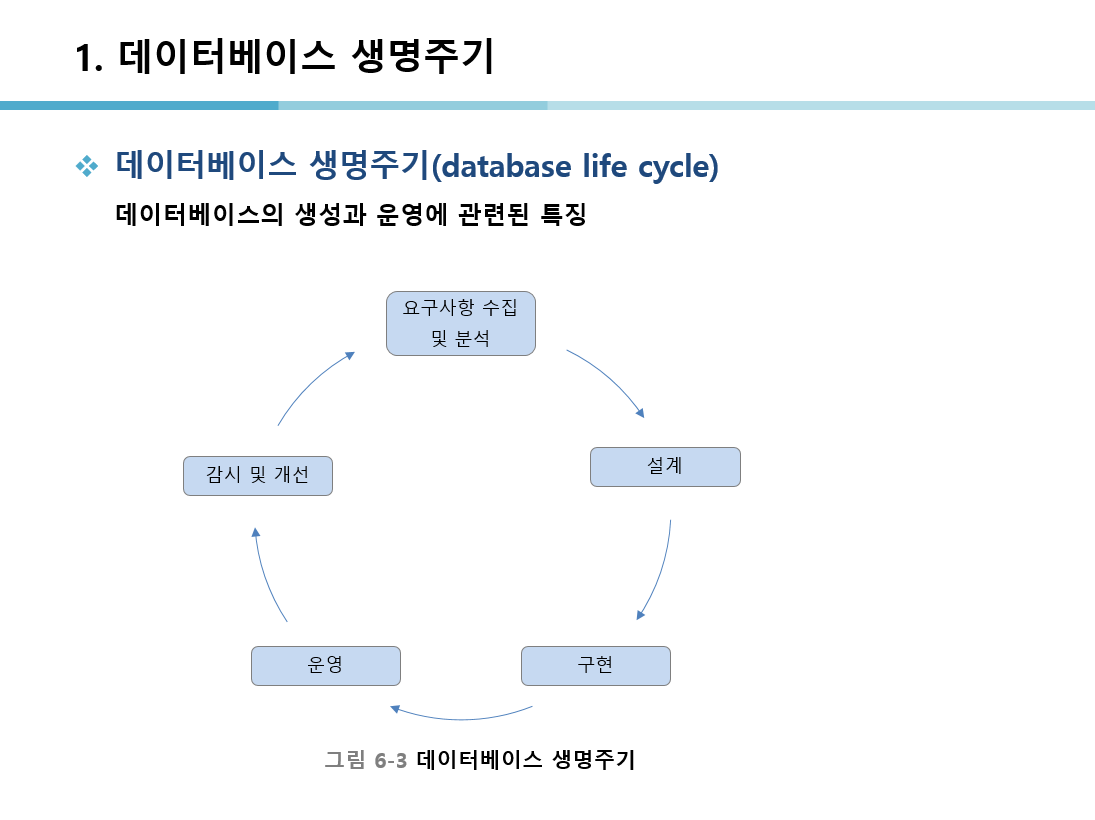 1. 데이터베이스 생명주기
데이터베이스 생명주기(database life cycle)
데이터베이스의 생성과 운영에 관련된 특징
요구사항 수집
및 분석
감시 및 개선
설계
운영
구현
그림 6-3 데이터베이스 생명주기